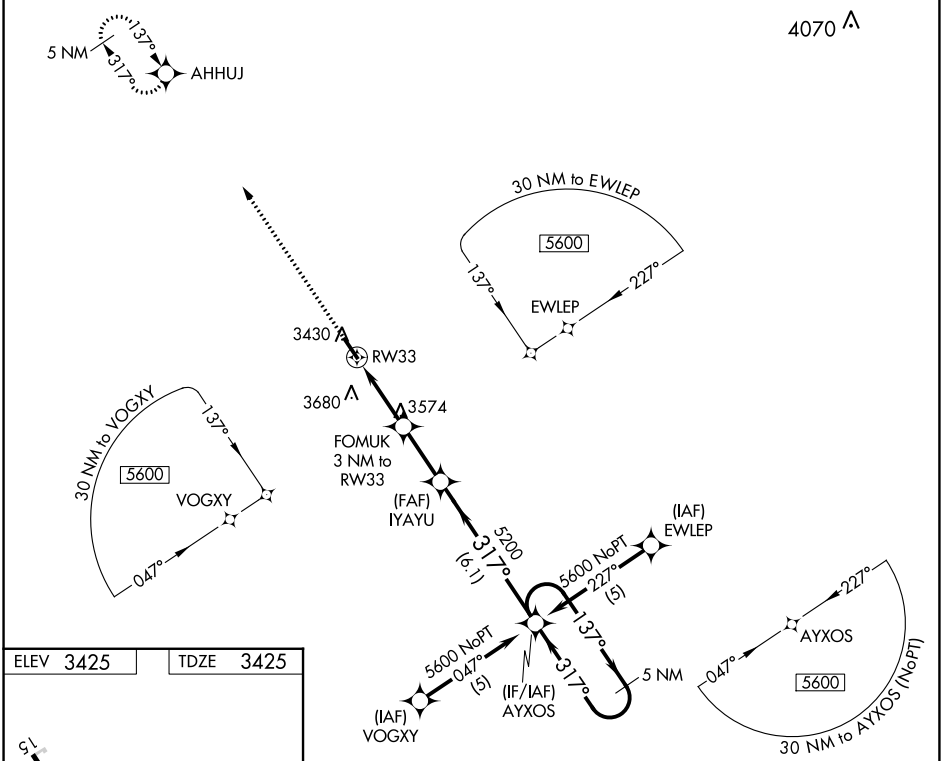 4070
137°
5 NM
317°
AHHUJ
30 NM to EWLEP
5600
137°
227°
EWLEP
3430
RW33
3680
3574
FOMUK
3 NM to
RW33
30 NM to VOGXY
137°
5600
VOGXY
047°
(FAF)
IYAYU
5200
317°
(6.1)
(IAF)
EWLEP
5600 NoPT
227°
(5)
137°
317°
5 NM
5600 NoPT
047°
(5)
(IF/IAF)
AYXOS
(IAF)
VOGXY
227°
AYXOS
047°
5600
30 NM to AYXOS (NoPT)
ELEV 3425
TDZE 3425
15